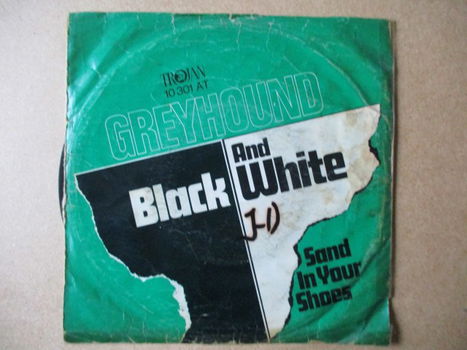 TROJAN
10 301 AT
GREYHOUND
And
Black White
Sand
In Your
Shoes